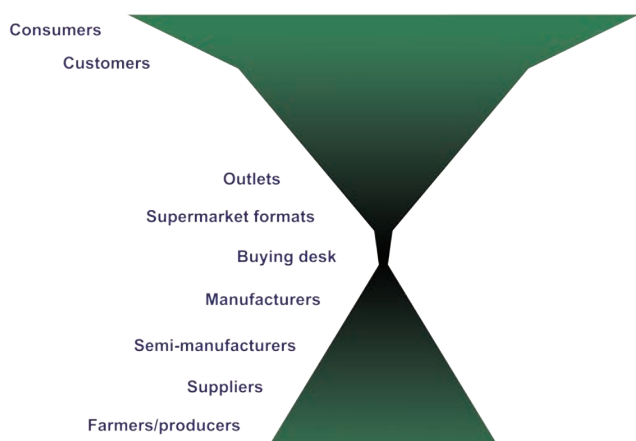 Consumers
Customers
Outlets
Supermarket formats
Buying desk
Manufacturers
Semi-manufacturers
Suppliers
Farmers/producers